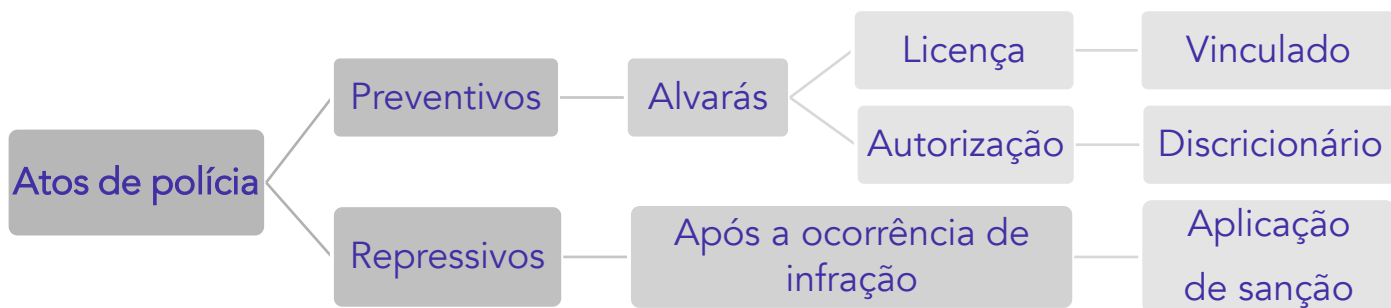 Atos de polícia
Preventivos
Alvarás
Licença
Vinculado
Autorização
Discricionário
Repressivos
Após a ocorrência de
infração
Aplicação
de sanção